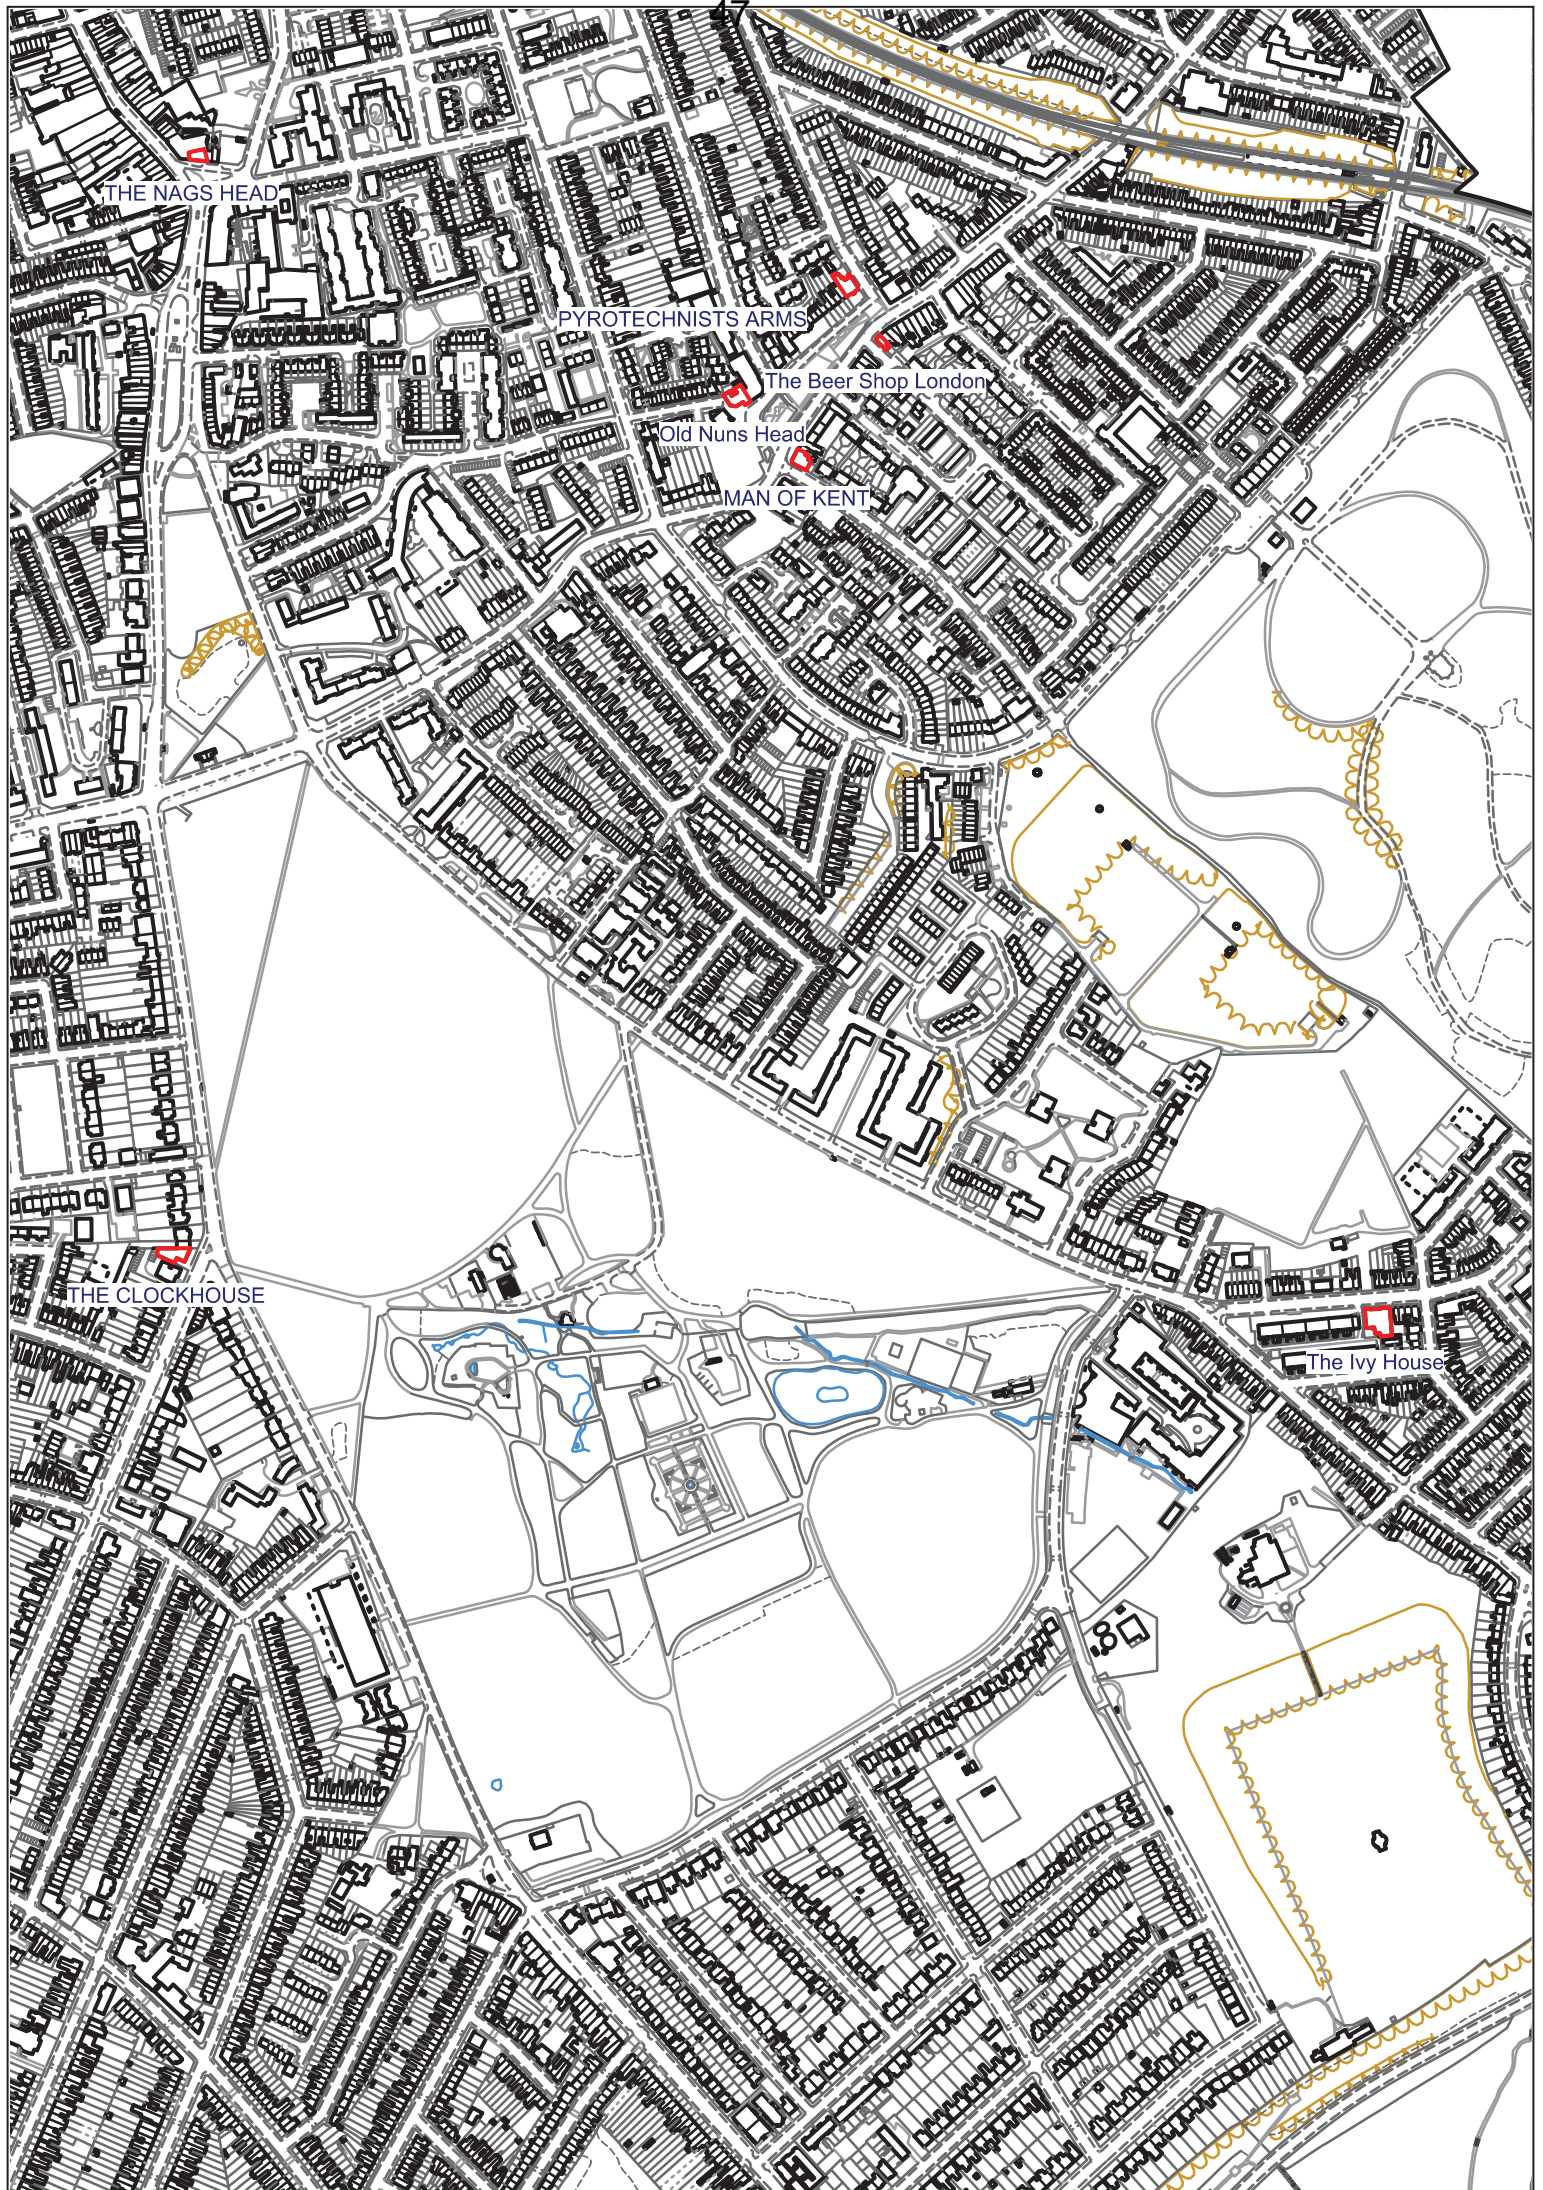 47
THE NAGS HEAD
PYROTECHNISTS ARMS
The Beer Shop London
Old Nuns Head
MAN OF KENT
THE CLOCKHOUSE
The Ivy House